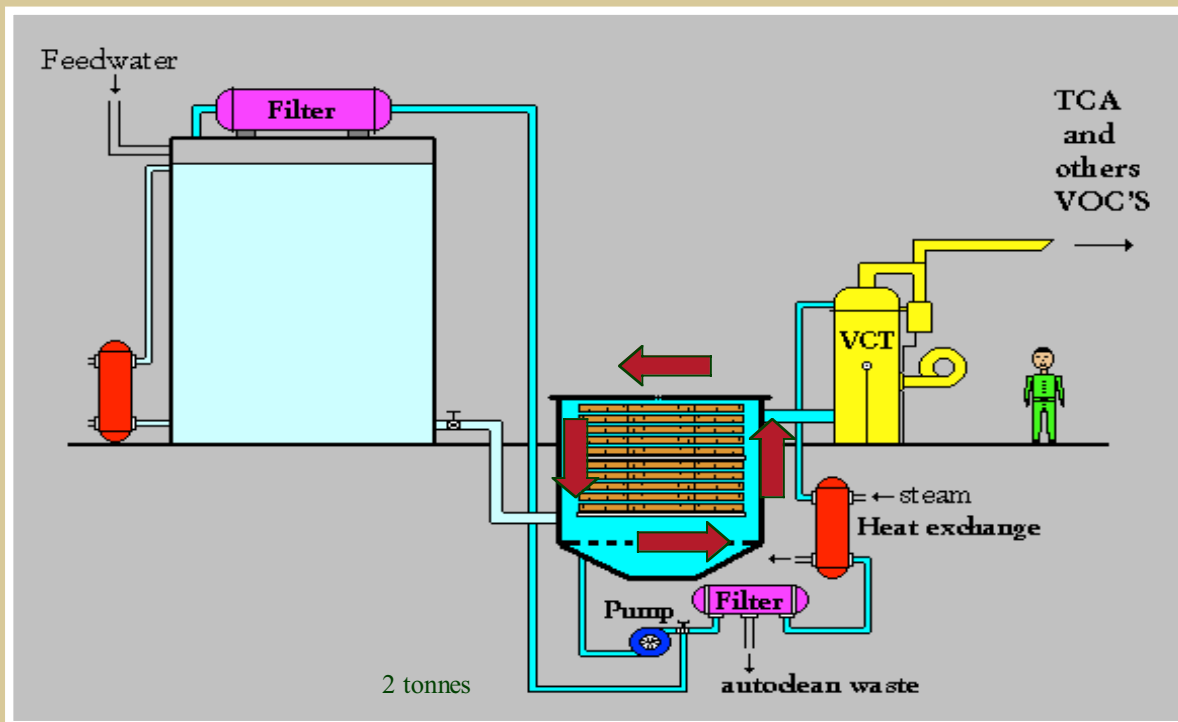 Feedwater
Filter
TCA
and
others
VOC'S
VCT
steam
Heat exchange
Filter
Pump
2 tonnes
autoclean waste